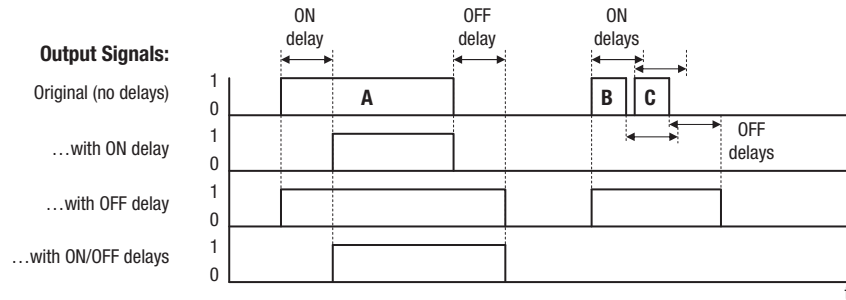 ON
delay
OFF
delay
ON
delays
Output Signals:
Original (no delays)
1
0
A
B
C
OFF
delays
…with ON delay
1
0
…with OFF delay
1
0
…with ON/OFF delays
1
0
t